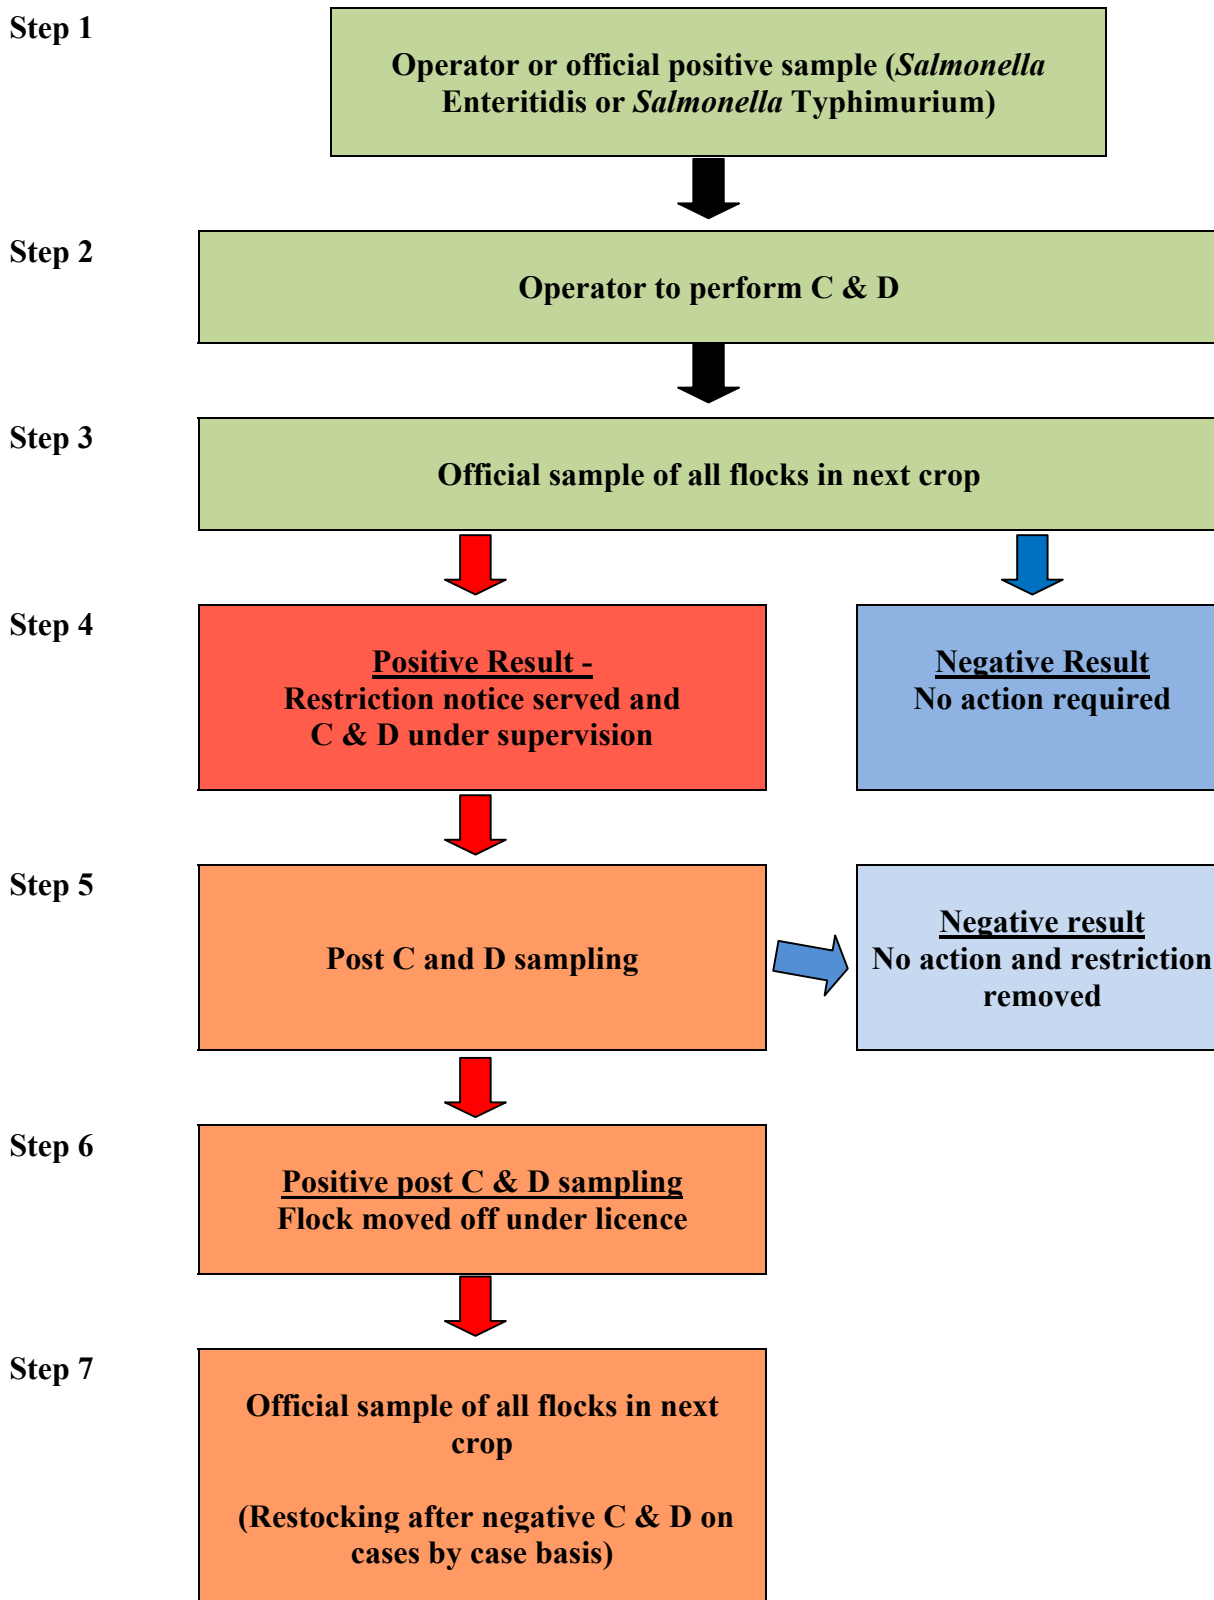 Step 1
Operator or official positive sample (Salmonella
Enteritidis or Salmonella Typhimurium)
Step 2
Operator to perform C & D
Step 3
Official sample of all flocks in next crop
Step 4
Positive Result -
Restriction notice served and
C & D under supervision
Negative Result
No action required
Step 5
Post C and D sampling
Negative result
No action and restriction
removed
Step 6
Positive post C & D sampling
Flock moved off under licence
Step 7
Official sample of all flocks in next
crop
(Restocking after negative C & D on
cases by case basis)